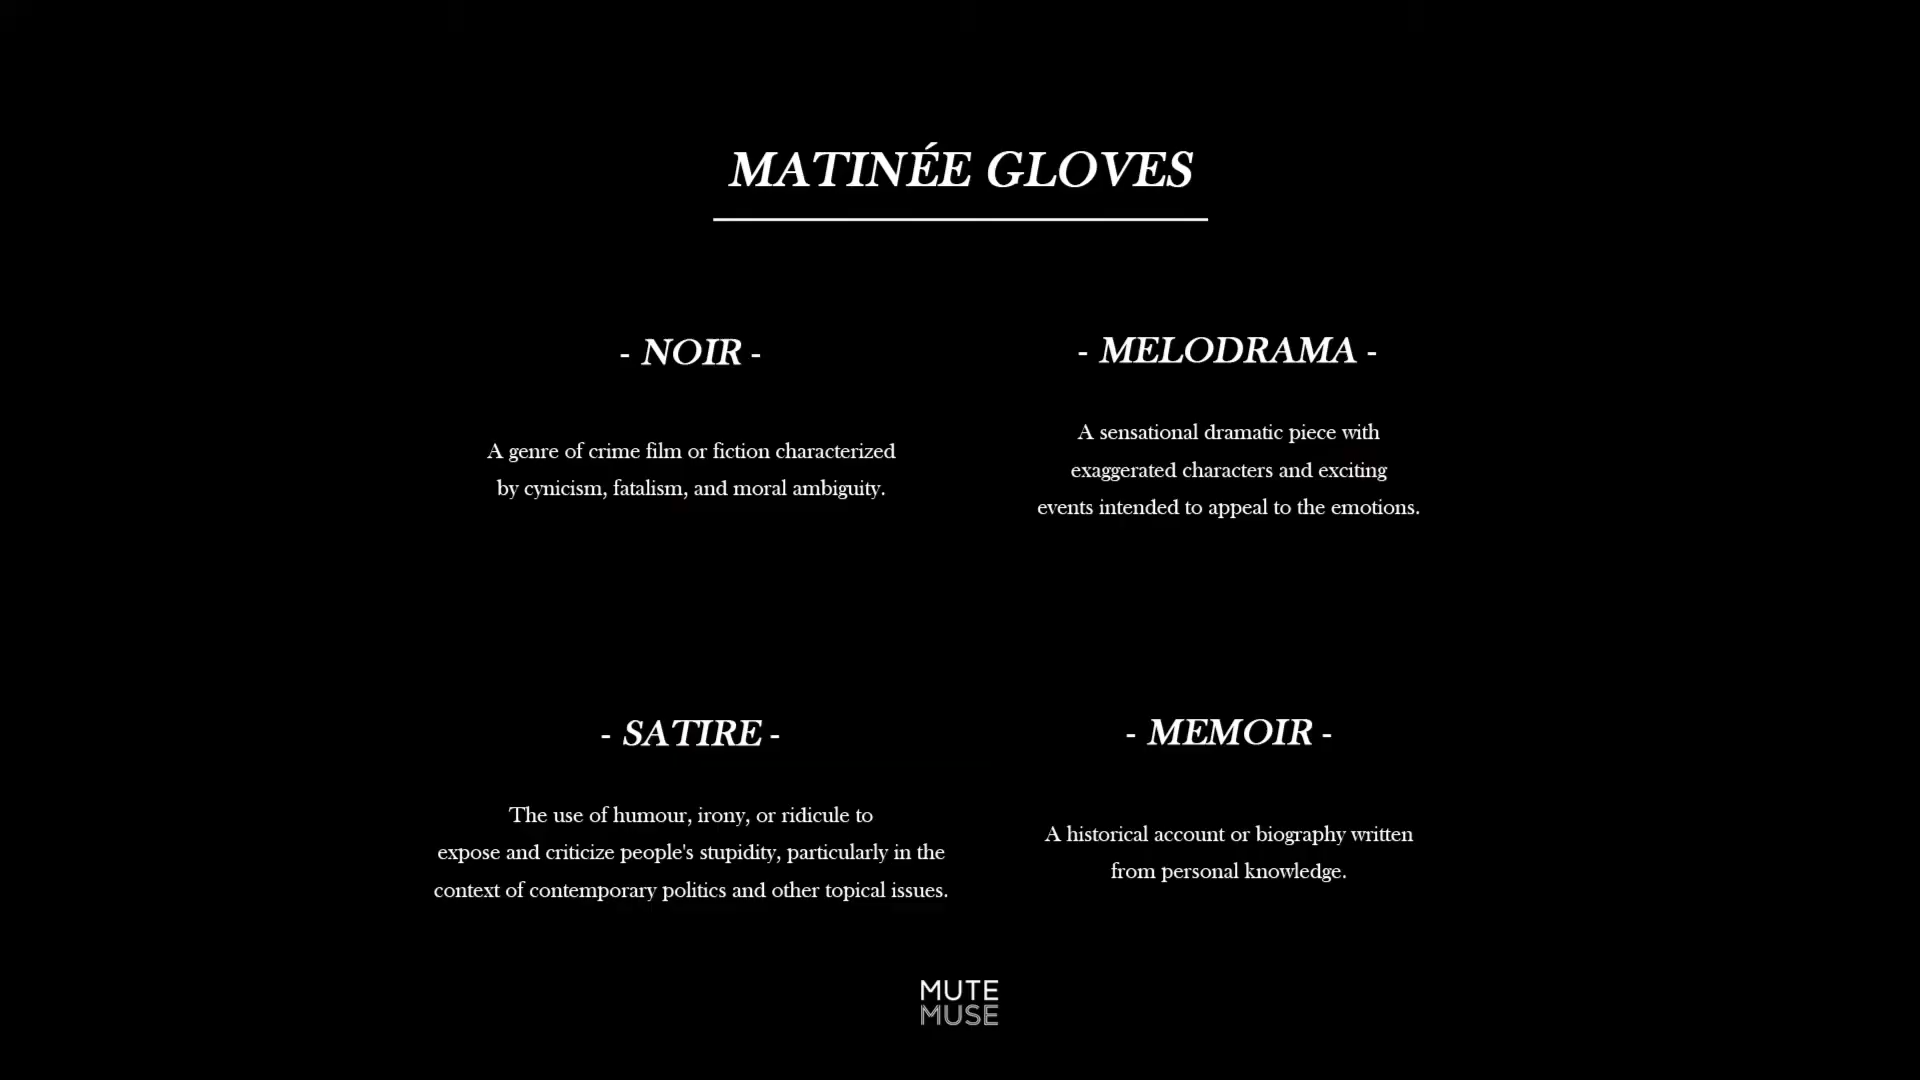 MATINÉE GLOVES
- NOIR -
A genre of crime film or fiction characterized
by cynicism, fatalism, and moral ambiguity.
- MELODRAMA -
A sensational dramatic piece with
exaggerated characters and exciting
events intended to appeal to the emotions.
- SATIRE -
The use of humour, irony, or ridicule to
expose and criticize people's stupidity, particularly in the
context of contemporary politics and other topical issues.
- MEMOIR -
A historical account or biography written
from personal knowledge.
MUTE
MUSE